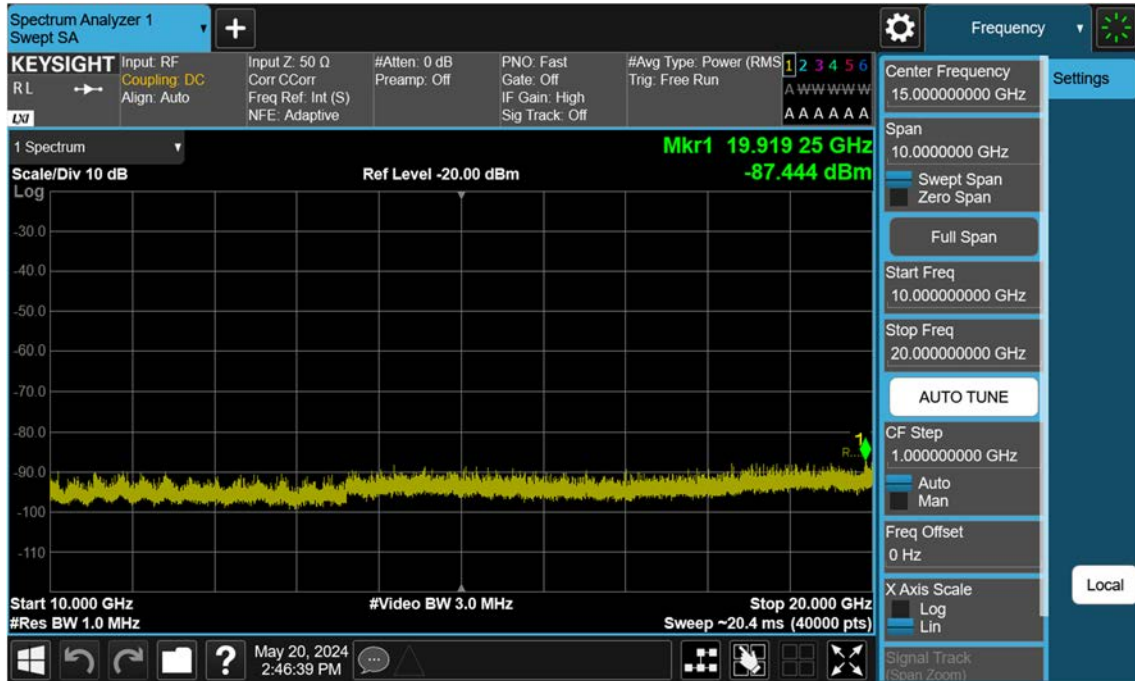 Spectrum Analyzer 1
Swept SA
Frequency
KEYSIGHT
RL
LXI
Input: RF
Coupling: DC
Align: Auto
Input Z: 50 Ω
Corr CCorr
Freq Ref: Int (S)
NFE: Adaptive
#Atten: 0 dB
Preamp: Off
PNO: Fast
Gate: Off
IF Gain: High
Sig Track: Off
#Avg Type: Power (RMS
Trig: Free Run
1 2 3 4 5 6
A W W W W W
A A A A A A
1 Spectrum
Mkr1 19.919 25 GHz
-87.444 dBm
Scale/Div 10 dB
Ref Level -20.00 dBm
Log
-30.0
-40.0
-50.0
-60.0
-70.0
-80.0
-90.0
-100
-110
1
R...
Start 10.000 GHz
#Video BW 3.0 MHz
Stop 20.000 GHz
#Res BW 1.0 MHz
Sweep ~20.4 ms (40000 pts)
Center Frequency
15.000000000 GHz
Span
10.0000000 GHz
Swept Span
Zero Span
Full Span
Start Freq
10.000000000 GHz
Stop Freq
20.000000000 GHz
AUTO TUNE
CF Step
1.000000000 GHz
Auto
Man
Freq Offset
0 Hz
X Axis Scale
Log
Lin
Signal Track
(Span Zoom)
Settings
Local
?
May 20, 2024
2:46:39 PM